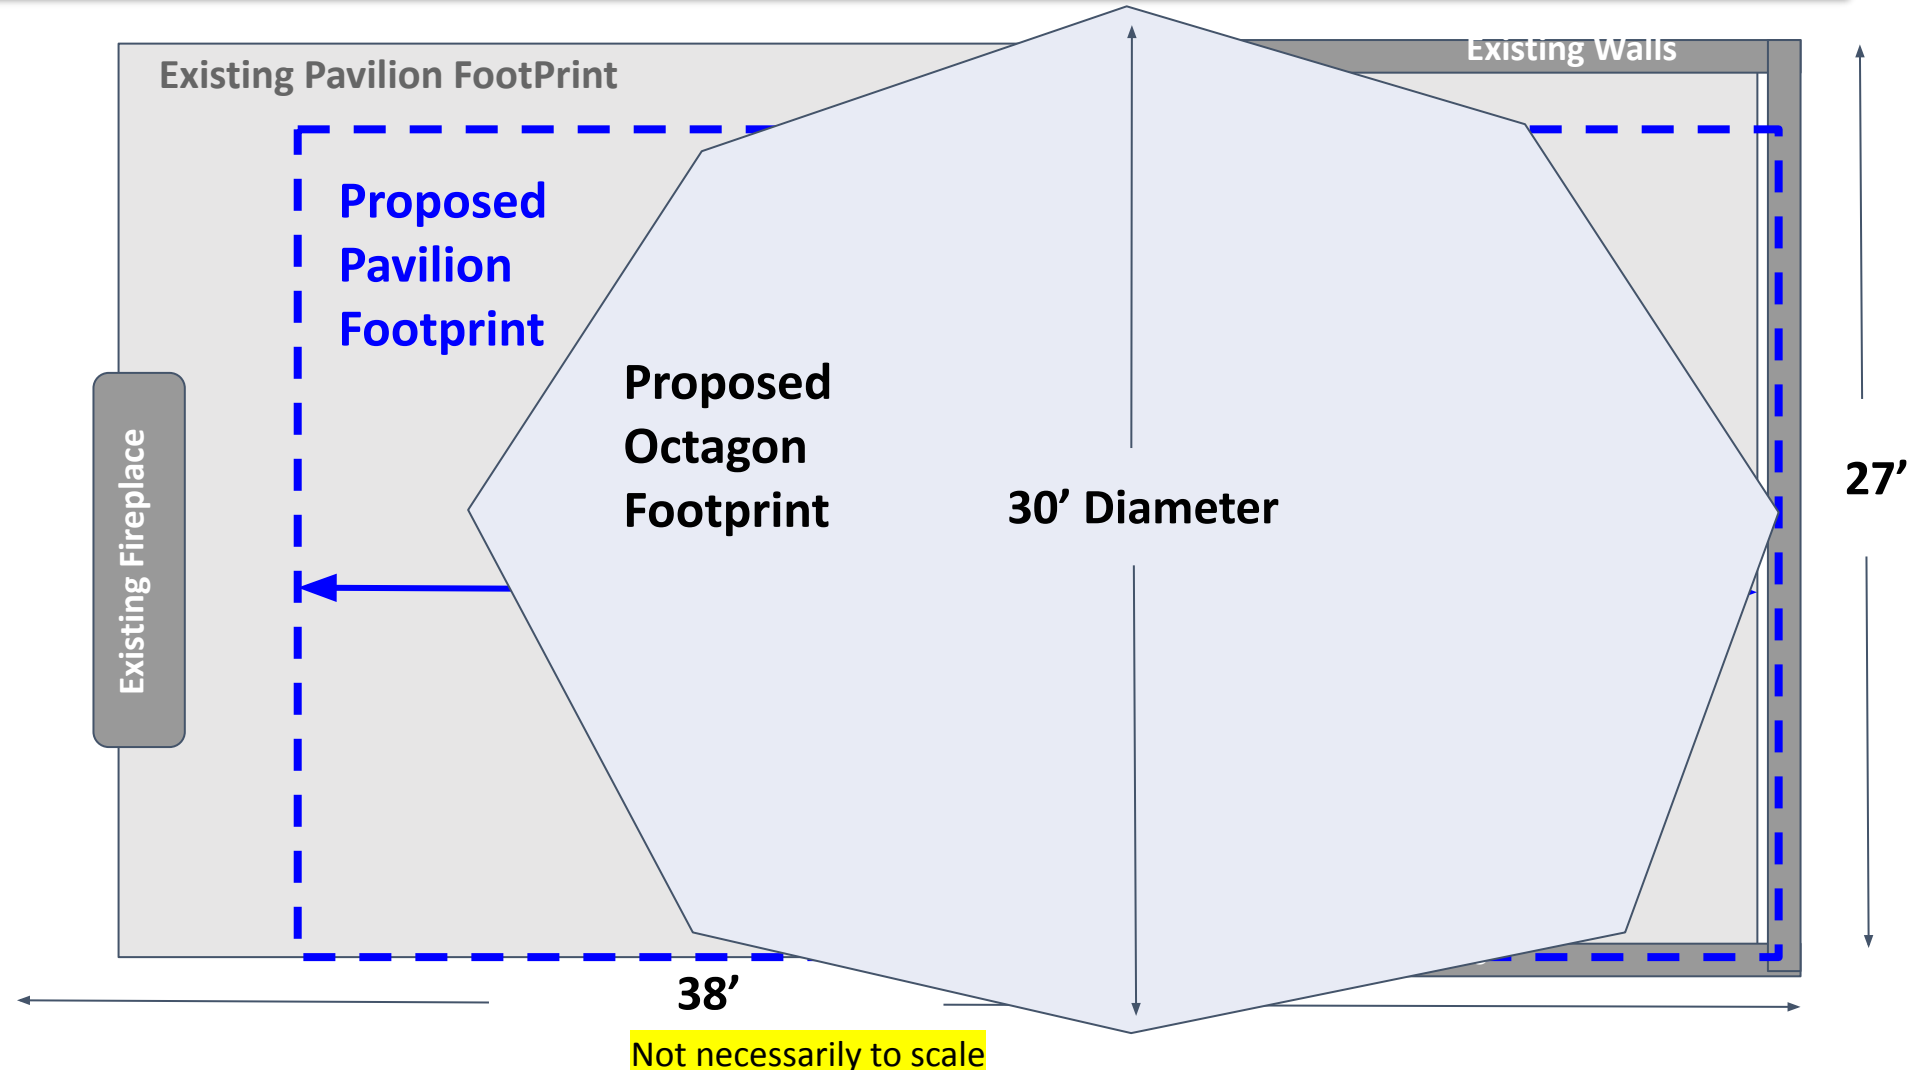 Existing Walls
Existing Pavilion FootPrint
Proposed
Pavilion
Footprint
Proposed
Octagon
Footprint
30’ Diameter
27’
Existing Fireplace
38’
Not necessarily to scale